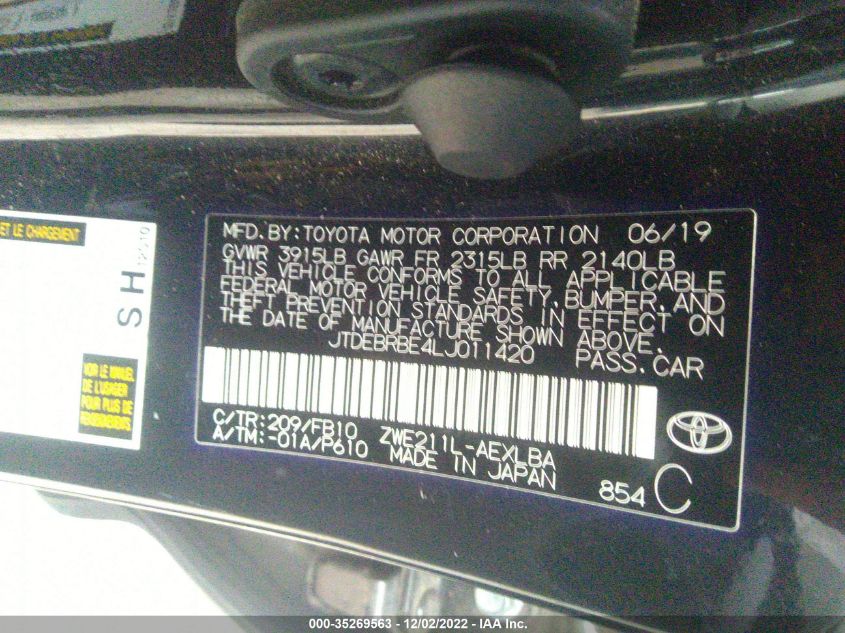 ET LE CHARGEMENT
SH
VOIR LE MANUEL
DE L'USAGER
POUR PLUS DE
RENSEIGNEMENTS.
MFD.BY:TOYOTA MOTOR CORPORATION 06/19
GVWR 3915LB GAWR FR 2315LB RR 2140LB
THIS VEHICLE CONFORMS TO ALL APPLICABLE
FEDERAL MOTOR VEHICLE SAFETY,BUMPER,AND
THEFT PREVENTION STANDARDS IN EFFECT ON
THE DATE OF MANUFACTURE SHOWN ABOVE.
JTDEBRBE4LJ011420 PASS.CAR
C/TR:209/FB10 ZWE211L-AEXLBA
A/TM:-01A/P610 MADE IN JAPAN
854 C
000-35269563 - 12/02/2022 - IAA Inc.